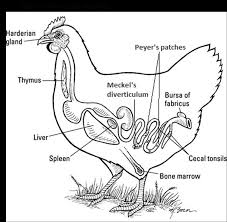 Harderian
gland
Peyer's patches
Thymus
Meckel's
diverticulum
Bursa of
fabricus
Liver
Spleen
Cecal tonsils
Bone marrow